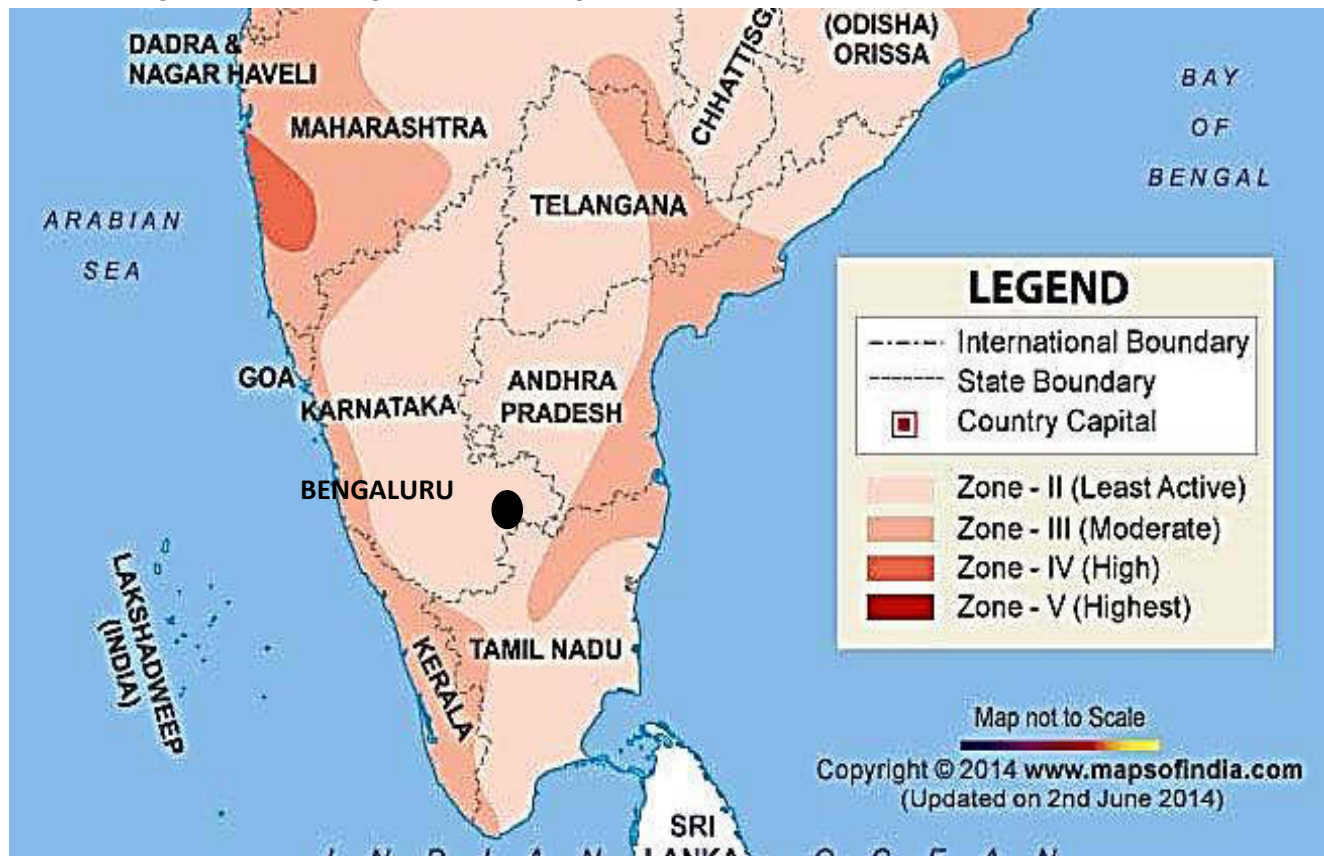 DADRA &
NAGAR HAVELI
MAHARASHTRA
CHHATTISG
(ODISHA)
ORISSA
BAY
OF
BENGAL
ARABIAN
SEA
TELANGANA
GOA
KARNATAKA
ANDHRA
PRADESH
BENGALURU
LAKSHADWEEP
(INDIA)
KERALA
TAMIL NADU
SRI
LANKA
INDIAN OCEAN
LEGEND
International Boundary
State Boundary
Country Capital
Zone - II (Least Active)
Zone - III (Moderate)
Zone - IV (High)
Zone - V (Highest)
Map not to Scale
Copyright © 2014 www.mapsofindia.com
(Updated on 2nd June 2014)